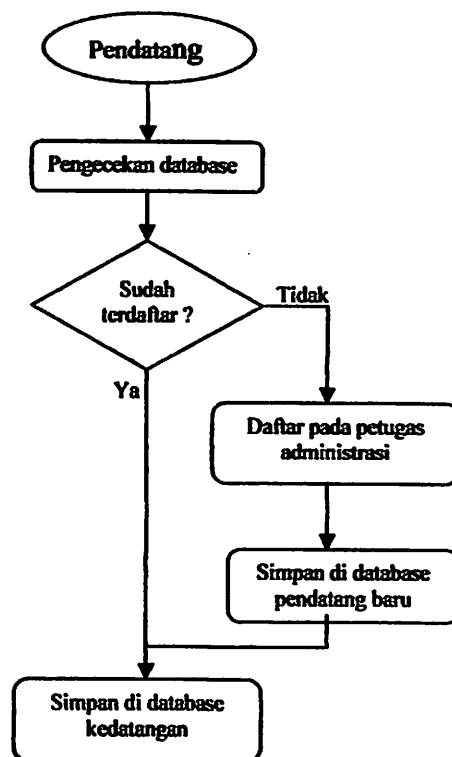 Pendatang
Pengecekan database
Sudah
terdaftar ?
Tidak
Ya
Daftar pada petugas
administrasi
Simpan di database
pendatang baru
Simpan di database
kedatangan